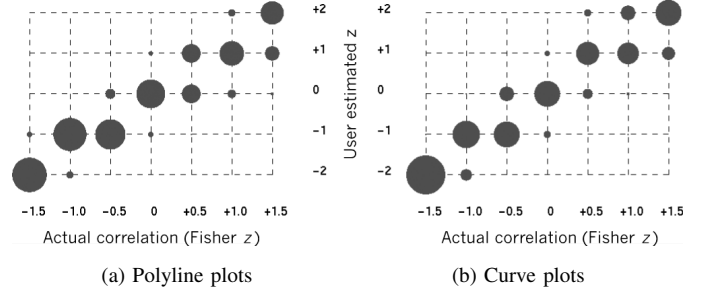 +2 +2
+1 +1
0 0
-1 -1
-2 -2
User estimated z
-1.5 -1.0 -0.5 0 +0.5 +1.0 +1.5
-1.5 -1.0 -0.5 0 +0.5 +1.0 +1.5
Actual correlation (Fisher z)
Actual correlation (Fisher z)
(a) Polyline plots
(b) Curve plots